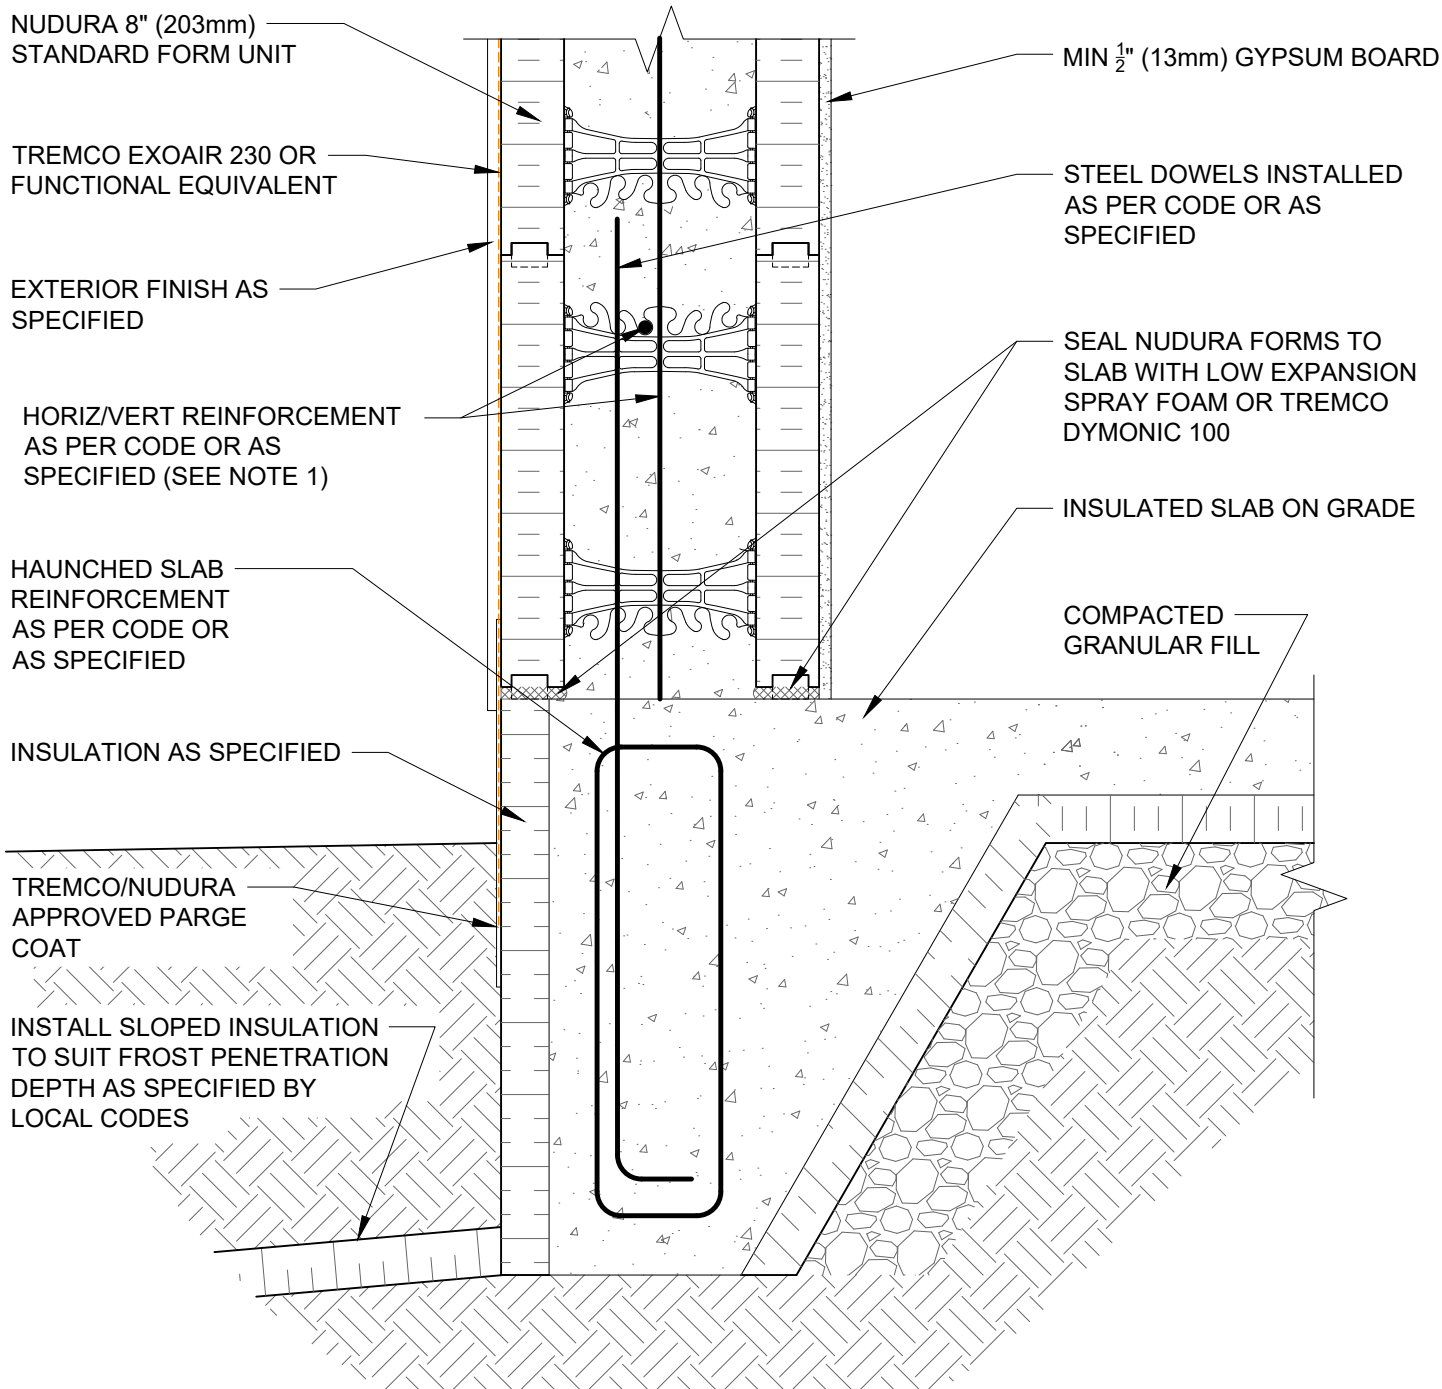 NUDURA 8" (203mm)
STANDARD FORM UNIT
TREMCO EXOAIR 230 OR
FUNCTIONAL EQUIVALENT
EXTERIOR FINISH AS
SPECIFIED
HORIZ/VERT REINFORCEMENT
AS PER CODE OR AS
SPECIFIED (SEE NOTE 1)
HAUNCHED SLAB
REINFORCEMENT
AS PER CODE OR
AS SPECIFIED
INSULATION AS SPECIFIED
TREMCO/NUDURA
APPROVED PARGE
COAT
INSTALL SLOPED INSULATION
TO SUIT FROST PENETRATION
DEPTH AS SPECIFIED BY
LOCAL CODES
MIN 1/2" (13mm) GYPSUM BOARD
STEEL DOWELS INSTALLED
AS PER CODE OR AS
SPECIFIED
SEAL NUDURA FORMS TO
SLAB WITH LOW EXPANSION
SPRAY FOAM OR TREMCO
DYMONIC 100
INSULATED SLAB ON GRADE
COMPACTED
GRANULAR FILL